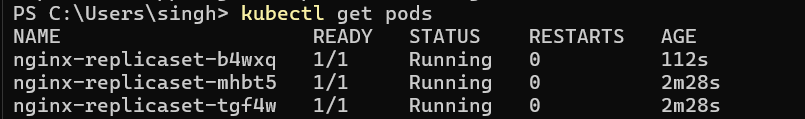 PS C:\Users\singh> kubectl get pods
NAME                     READY   STATUS    RESTARTS   AGE
nginx-replicaset-b4wxq   1/1     Running   0          112s
nginx-replicaset-mhbt5   1/1     Running   0          2m28s
nginx-replicaset-tgf4w   1/1     Running   0          2m28s